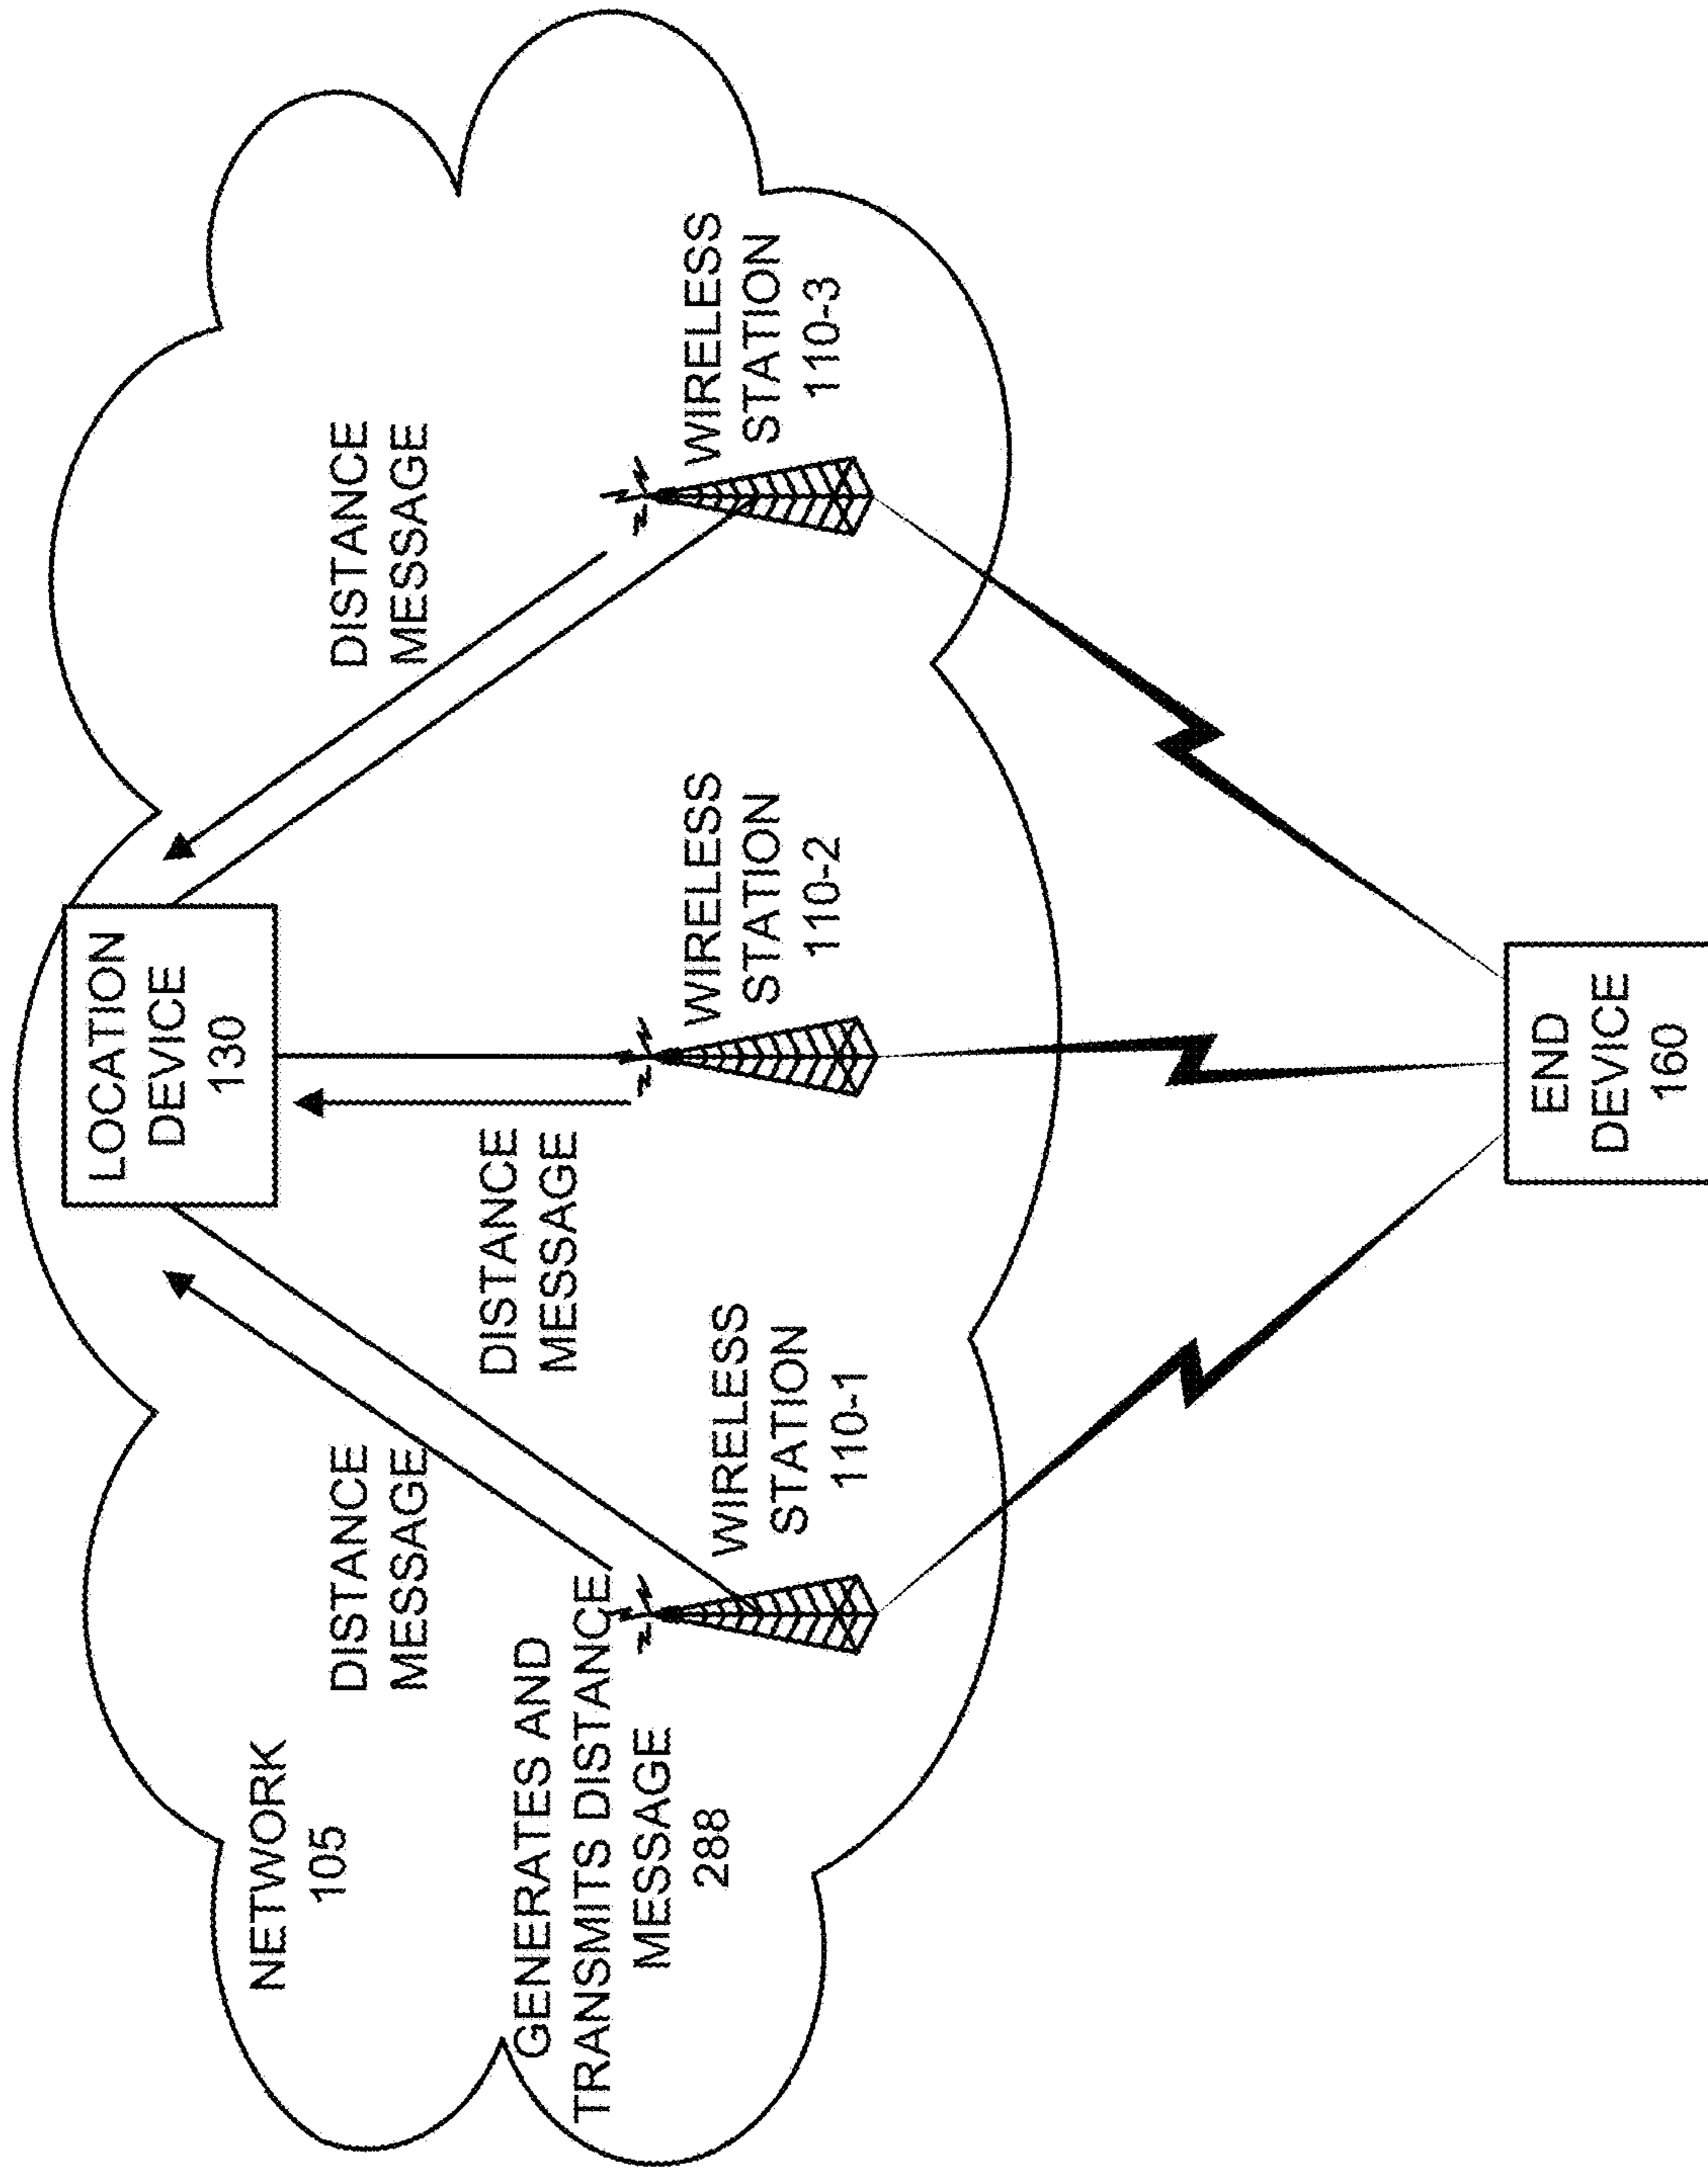 NETWORK
105
LOCATION
DEVICE
130
DISTANCE
MESSAGE
DISTANCE
MESSAGE
DISTANCE
MESSAGE
GENERATES AND
TRANSMITS DISTANCE
MESSAGE
288
WIRELESS
STATION
110-1
WIRELESS
STATION
110-2
WIRELESS
STATION
110-3
END
DEVICE
160